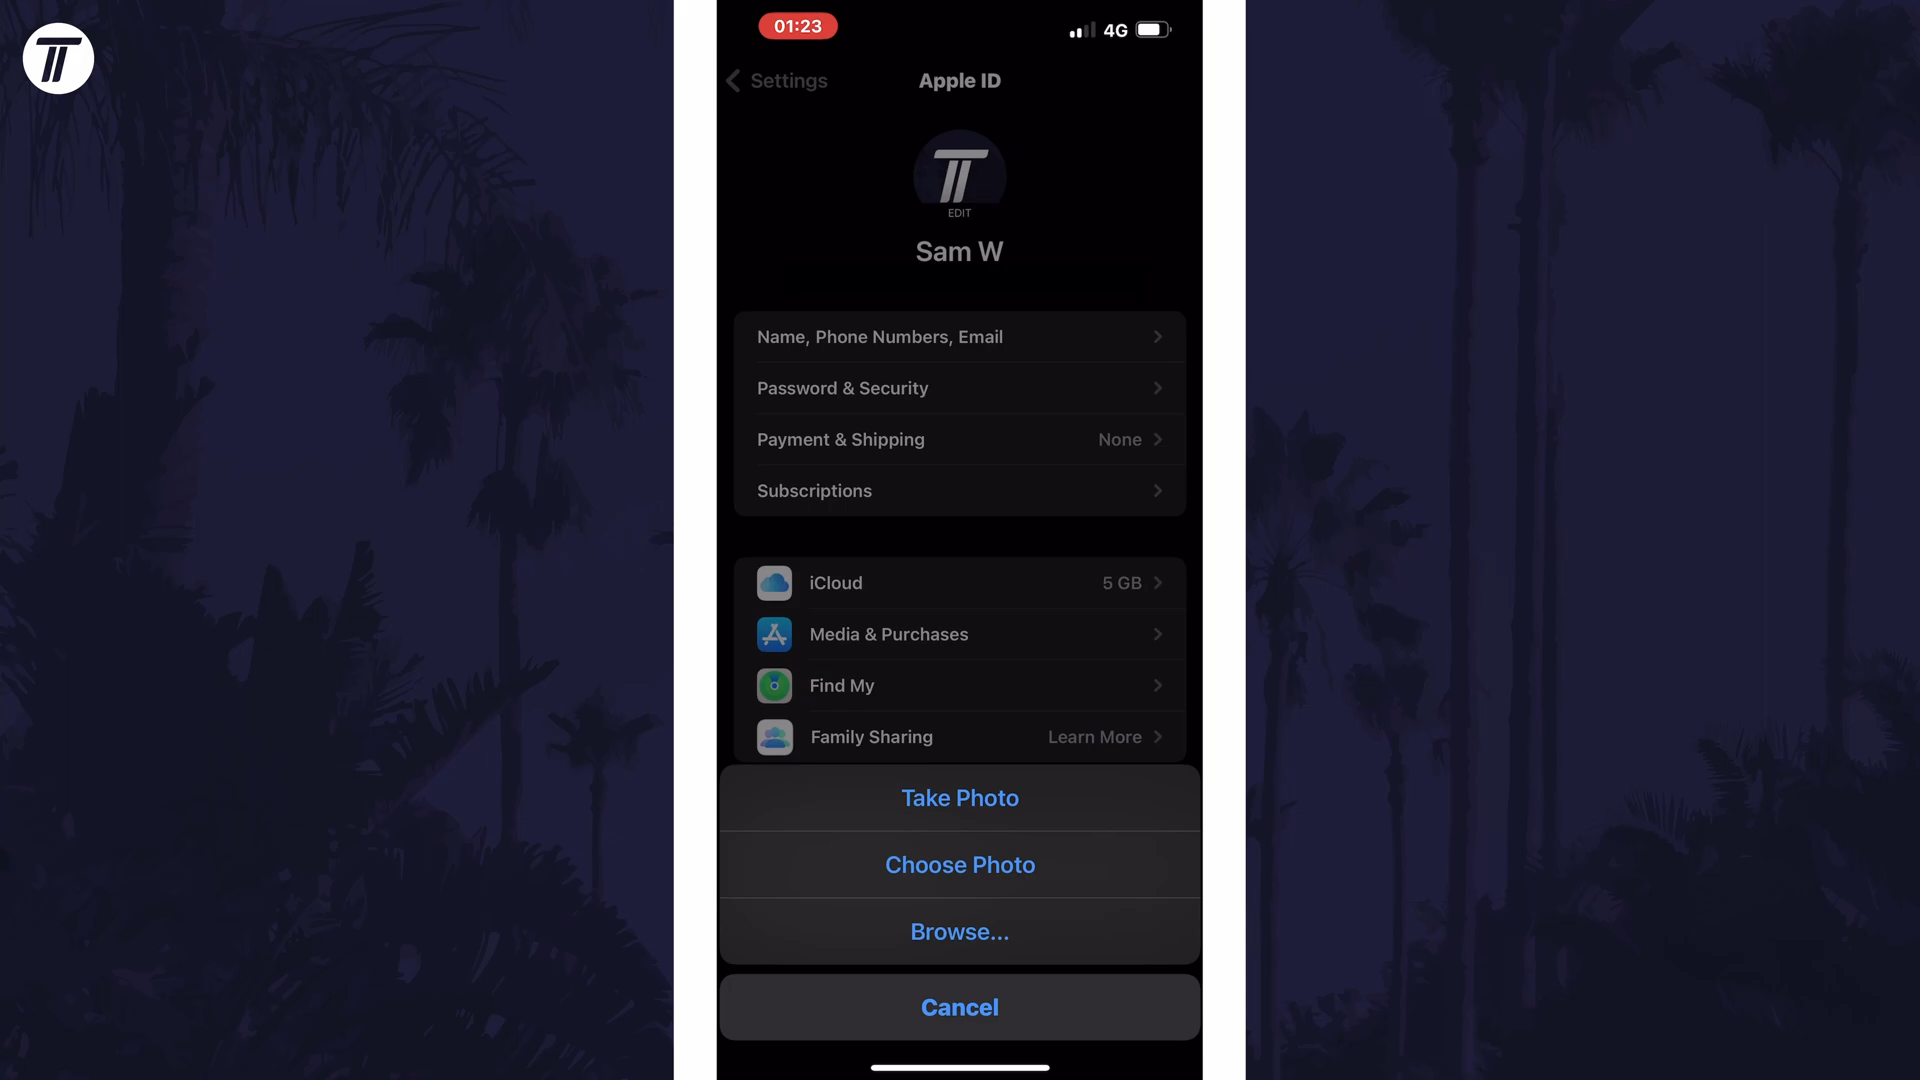 01:23
4G
Settings
Apple ID
EDIT
Sam W
Name, Phone Numbers, Email
Password & Security
Payment & Shipping None
Subscriptions
iCloud 5 GB
Media & Purchases
Find My
Family Sharing Learn More
Take Photo
Choose Photo
Browse...
Cancel